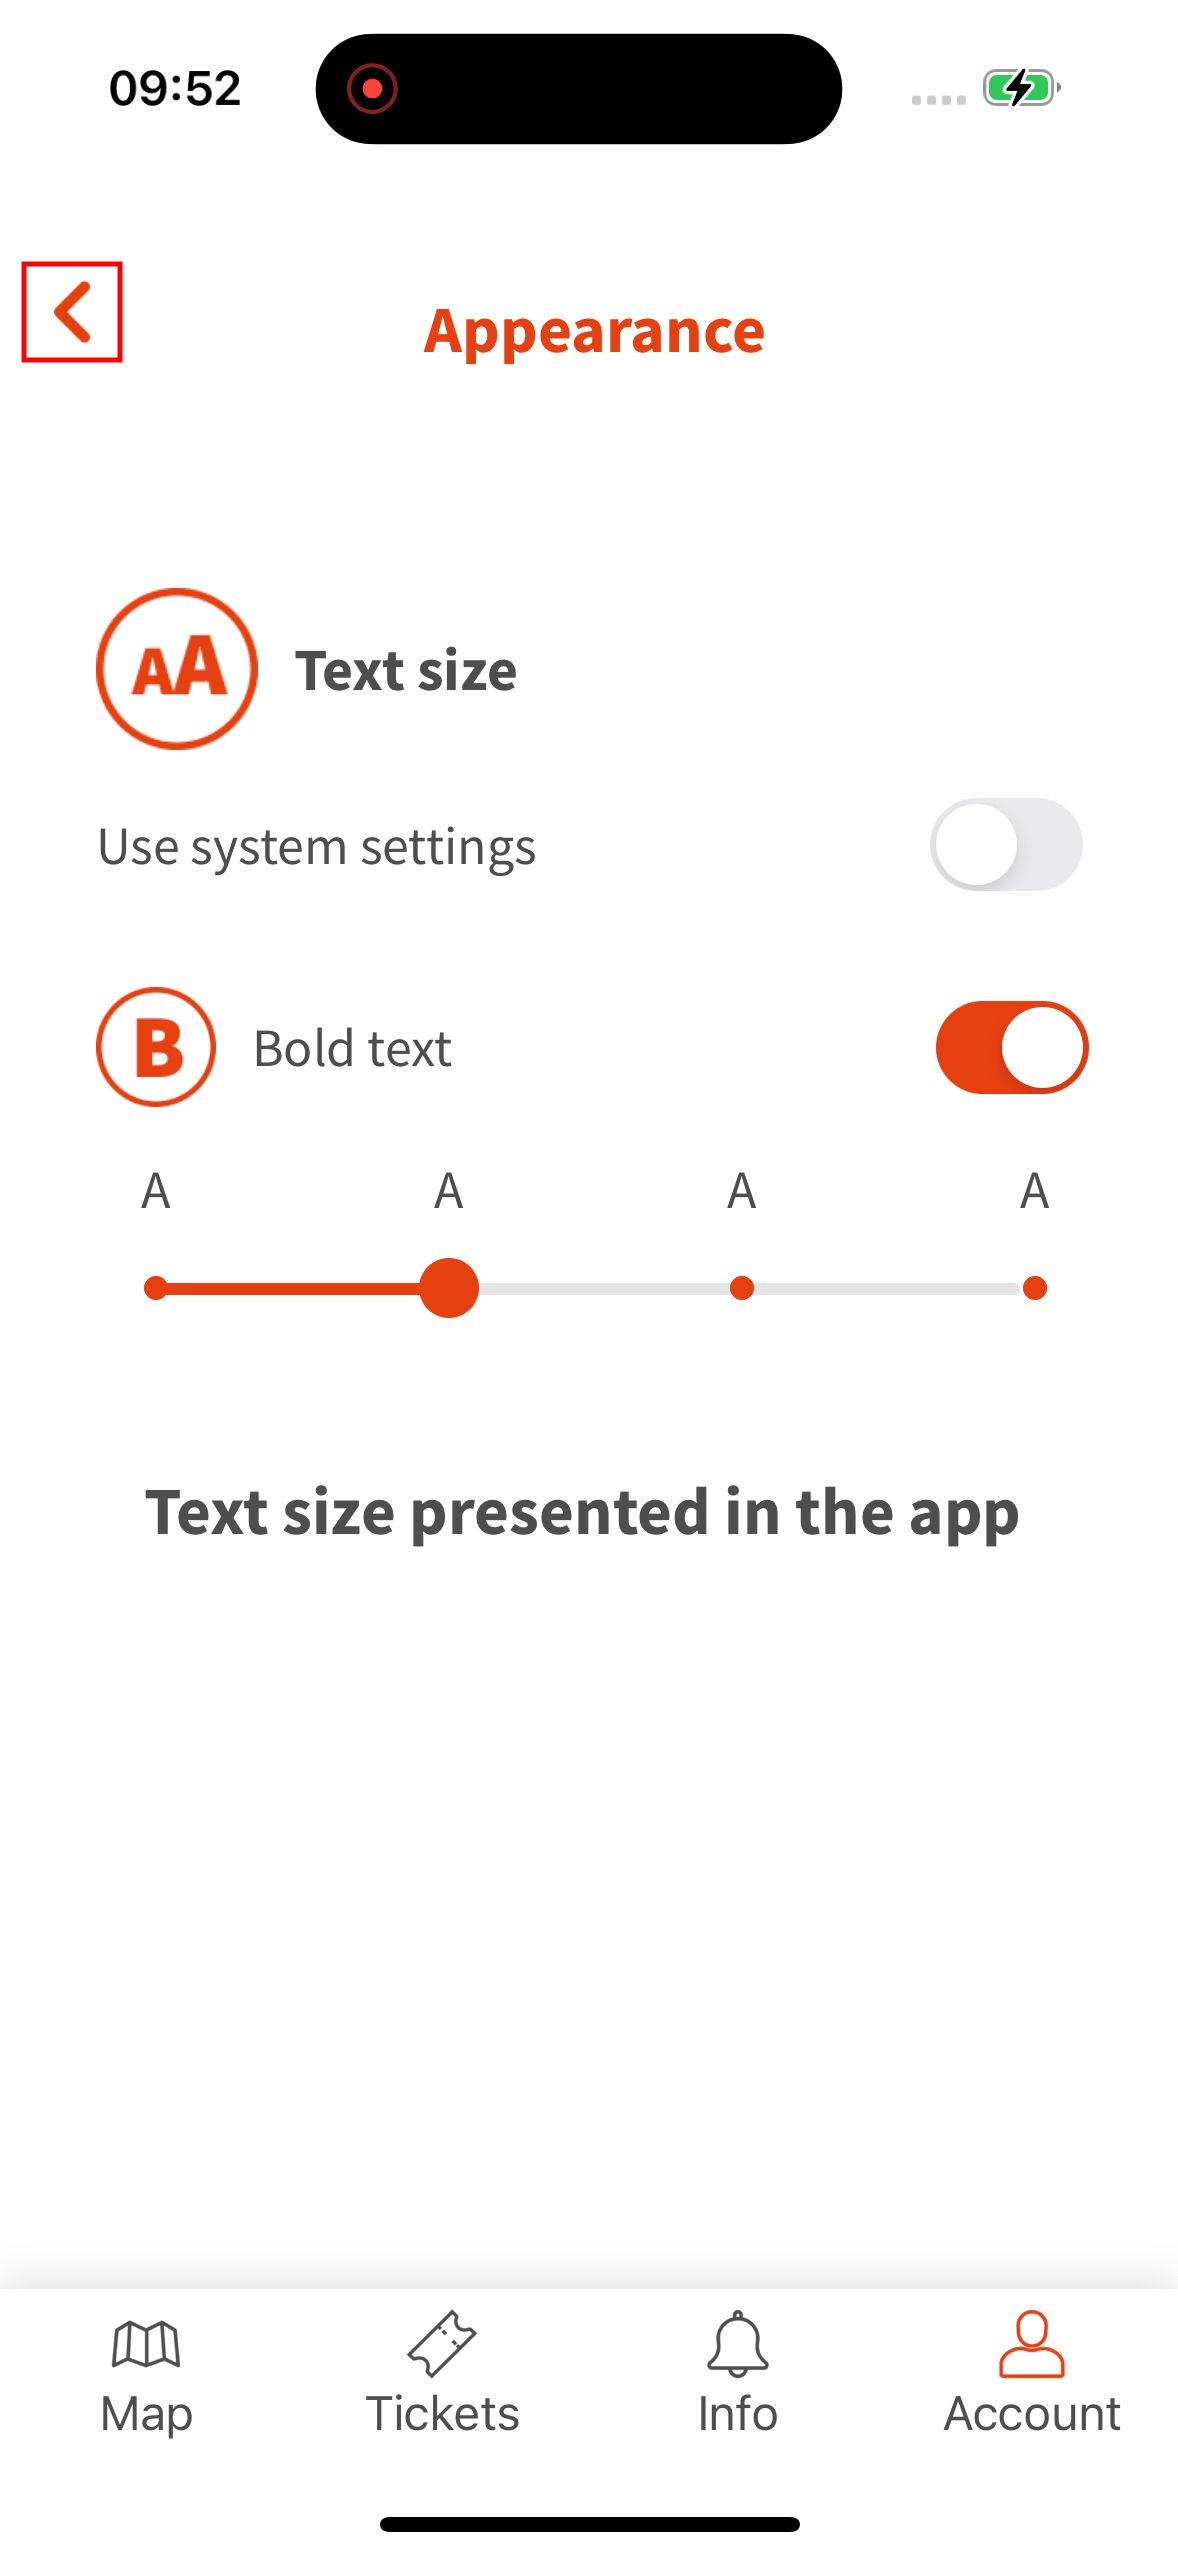 09:52
Appearance
AA
Text size
Use system settings
B
Bold text
A A A A
Text size presented in the app
Map Tickets Info Account